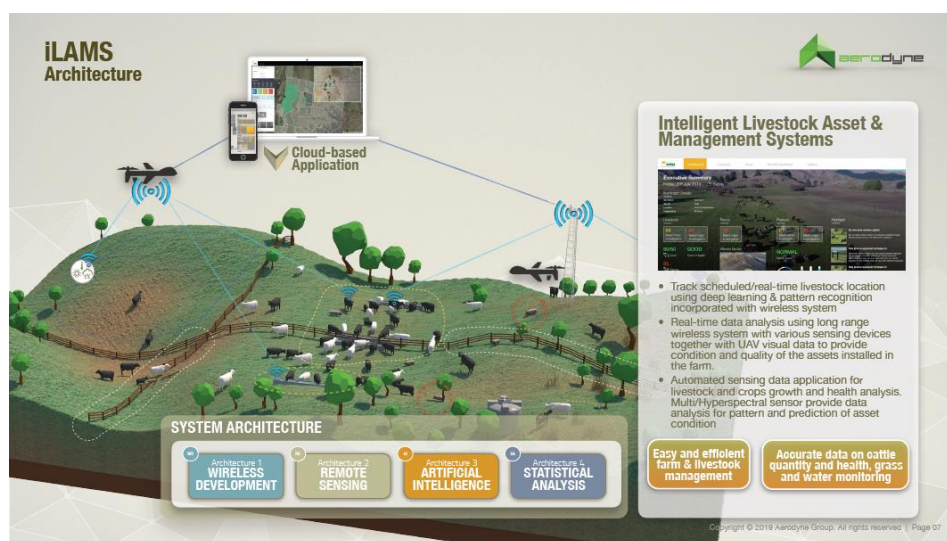 iLAMS
Architecture
aerodyne
Cloud-based
Application
Intelligent Livestock Asset &
Management Systems
Executive Summary
GOOD
NORMAL
• Track scheduled/real-time livestock location
using deep learning & pattern recognition
incorporated with wireless system
• Real-time data analysis using long range
wireless system with various sensing devices
together with UAV visual data to provide
condition and quality of the assets installed in
the farm.
• Automated sensing data application for
livestock and crops growth and health analysis.
Multi/Hyperspectral sensor provide data
analysis for pattern and prediction of asset
condition
SYSTEM ARCHITECTURE
Architecture 1
WIRELESS
DEVELOPMENT
Architecture 2
REMOTE
SENSING
Architecture 3
ARTIFICIAL
INTELLIGENCE
Architecture 4
STATISTICAL
ANALYSIS
Easy and effioient
farm & livestock
management
Aoourate data on oattle
quantity and health, grass
and water monitoring
Copyright © 2019 Aerodyne Group. All rights reserved | Page 07